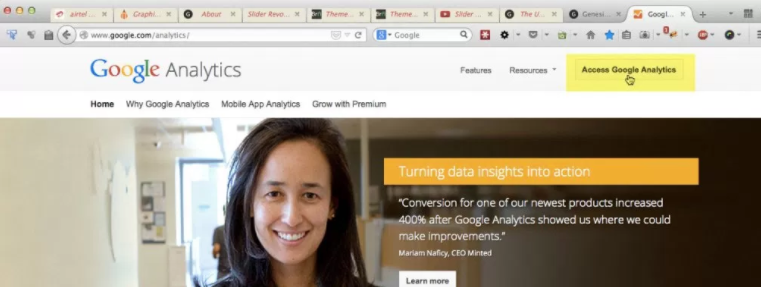 airtel ...
Graphi...
About
Slider Revo...
Theme...
Theme...
Slider ...
The U...
Genesi...
Googl...
www.google.com/analytics/
Google
Google Analytics
Features
Resources
Access Google Analytics
Home
Why Google Analytics
Mobile App Analytics
Grow with Premium
Turning data insights into action
“Conversion for one of our newest products increased
400% after Google Analytics showed us where we could
make improvements.”
Mariam Naficy, CEO Minted
Learn more